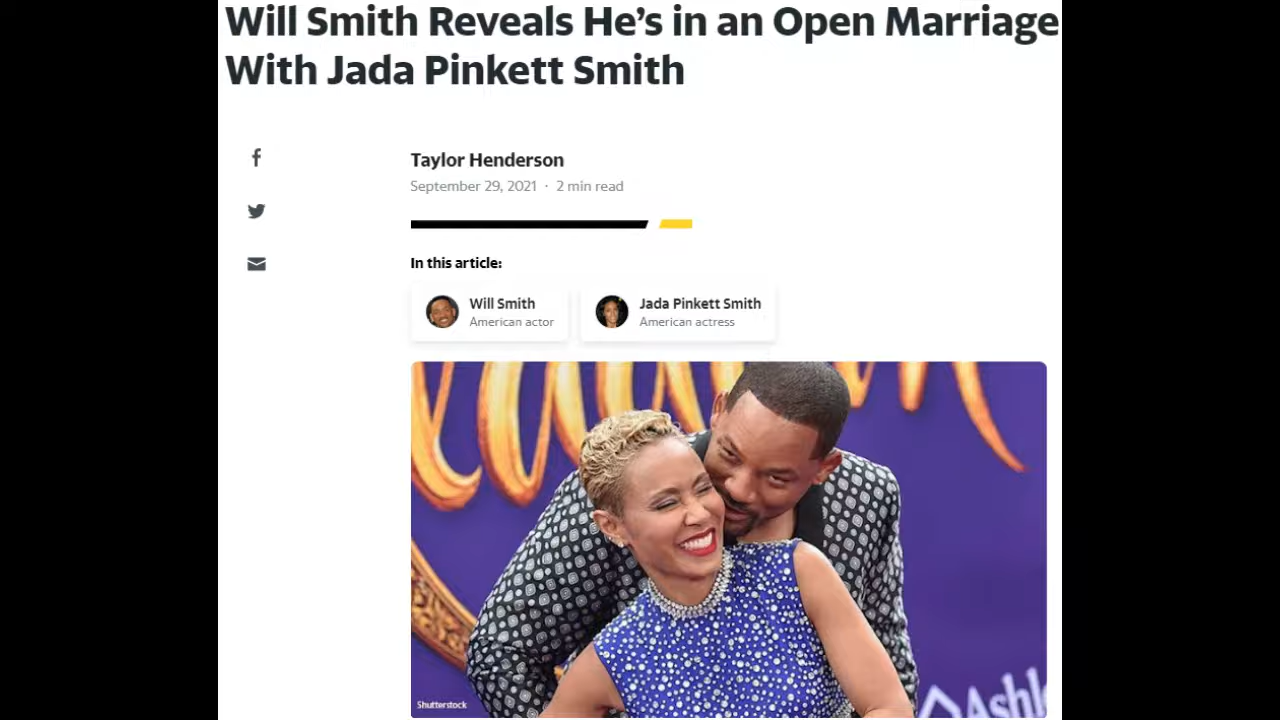 Will Smith Reveals He’s in an Open Marriage
With Jada Pinkett Smith
Taylor Henderson
September 29, 2021 · 2 min read
In this article:
Will Smith
American actor
Jada Pinkett Smith
American actress
Shutterstock